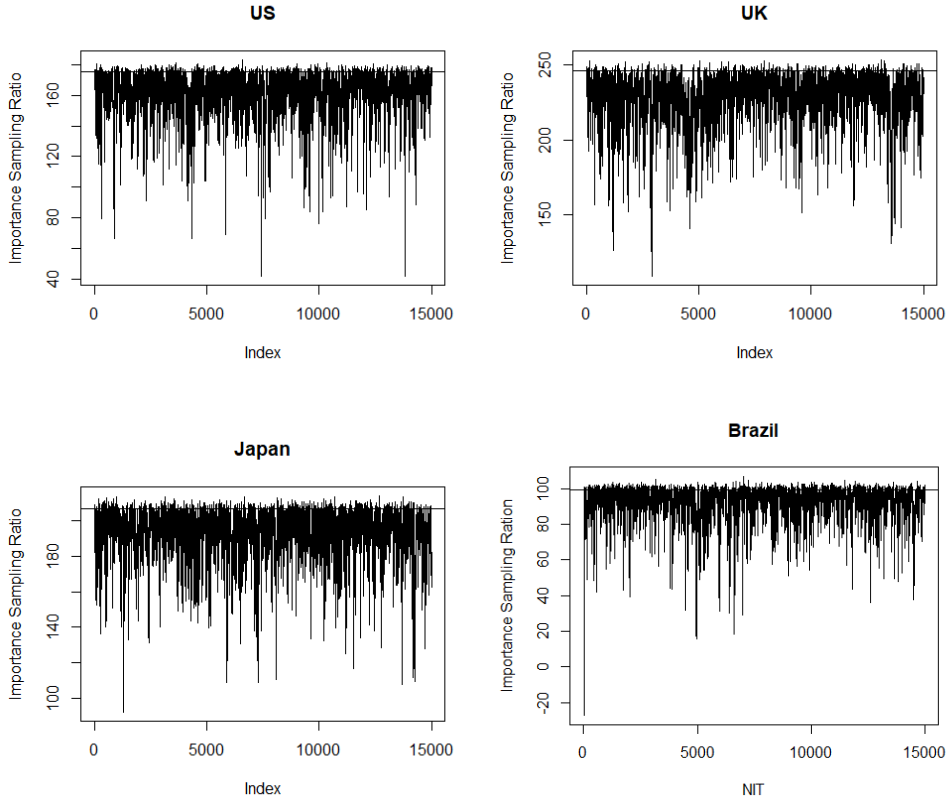 US
UK
Importance Sampling Ratio
160
120
80
40
0
5000
10000
15000
Index
Importance Sampling Ratio
250
200
150
0
5000
10000
15000
Index
Japan
Brazil
Importance Sampling Ratio
180
140
100
0
5000
10000
15000
Index
Importance Sampling Ration
100
80
60
40
20
0
-20
0
5000
10000
15000
NIT